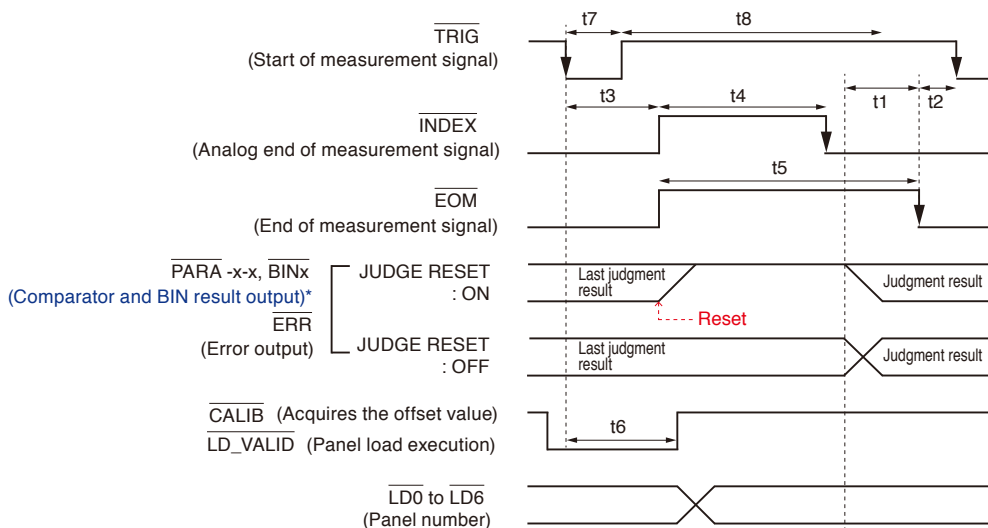 t7
t8
TRIG
(Start of measurement signal)
t3
t4
t1
t2
INDEX
(Analog end of measurement signal)
t5
EOM
(End of measurement signal)
PARA -x-x, BINx
(Comparator and BIN result output)*
ERR
(Error output)
JUDGE RESET
: ON
Last judgment
result
Judgment result
Reset
JUDGE RESET
: OFF
Last judgment
result
Judgment result
CALIB (Acquires the offset value)
LD_VALID (Panel load execution)
t6
LD0 to LD6
(Panel number)